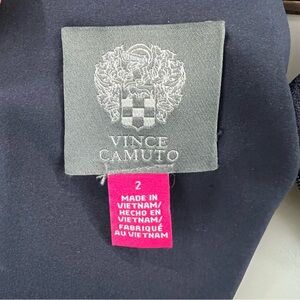 VINCE
CAMUTO
2
MADE IN
VIETNAM/
HECHO EN
VIETNAM/
FABRIQUÉ
AU VIETNAM